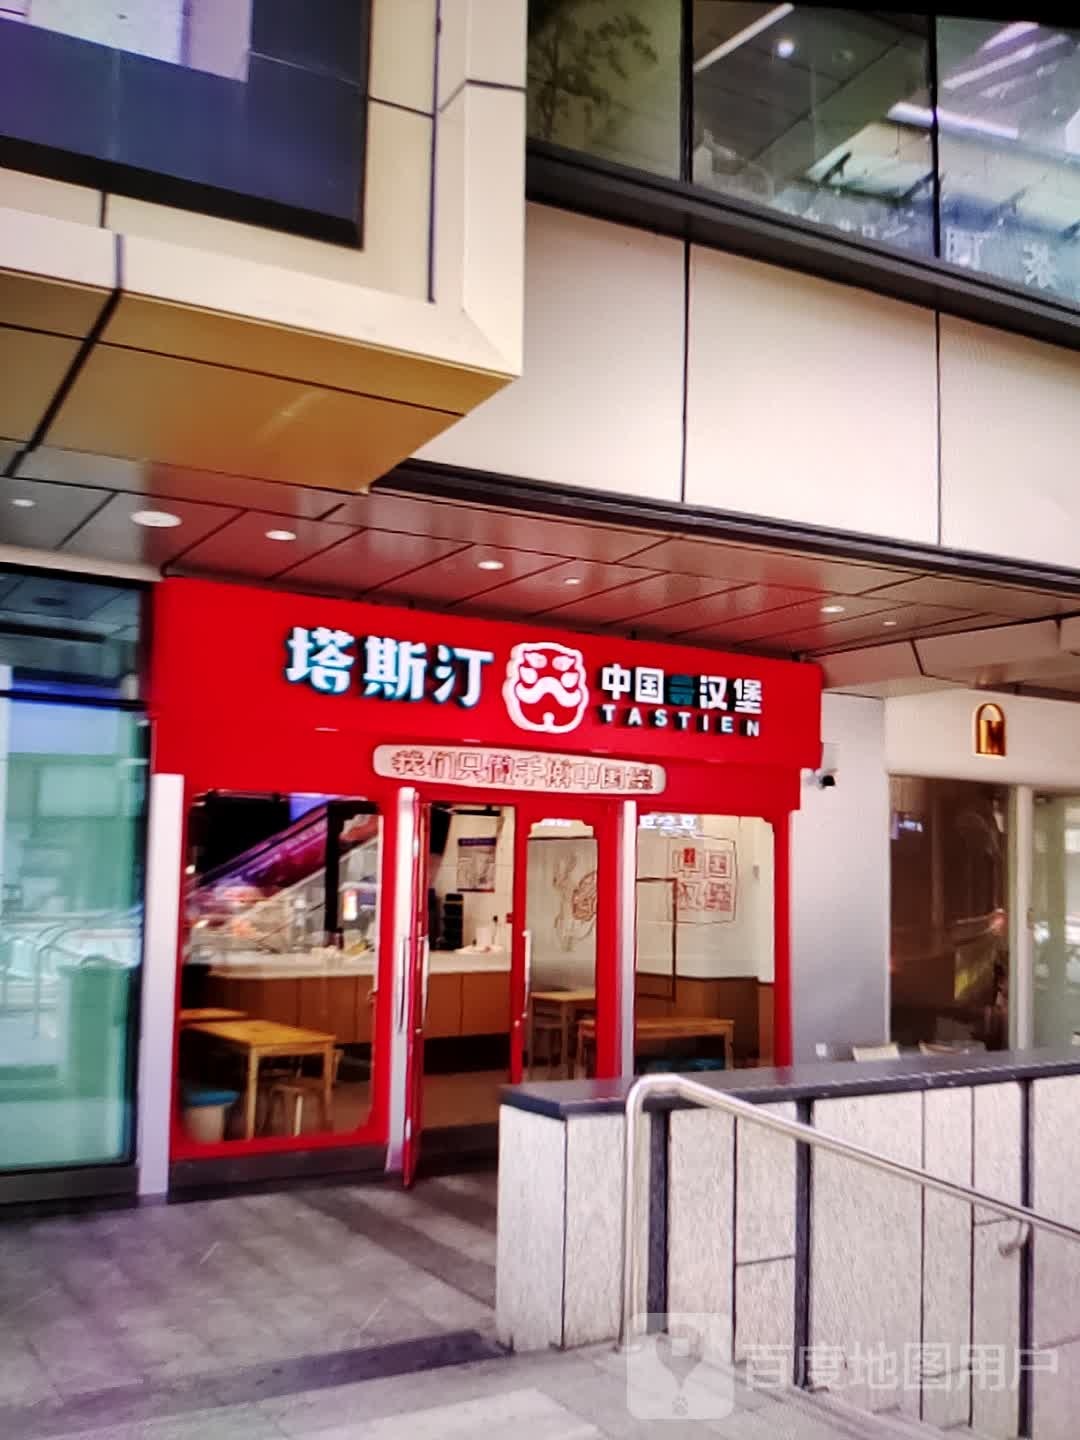 塔斯汀
中国汉堡
TASTIEN
我们只做手擀中国堡
中国
汉堡
百度地图用户